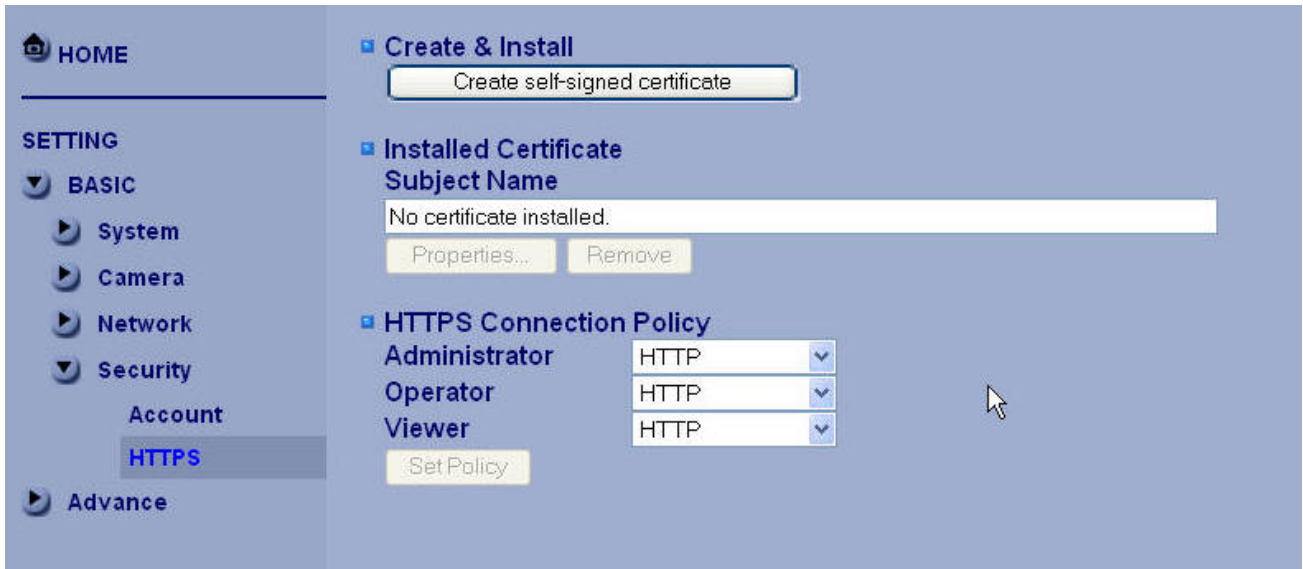 HOME
SETTING
BASIC
System
Camera
Network
Security
Account
HTTPS
Advance
Create & Install
Create self-signed certificate
Installed Certificate
Subject Name
No certificate installed.
Properties... Remove
HTTPS Connection Policy
Administrator HTTP
Operator HTTP
Viewer HTTP
Set Policy